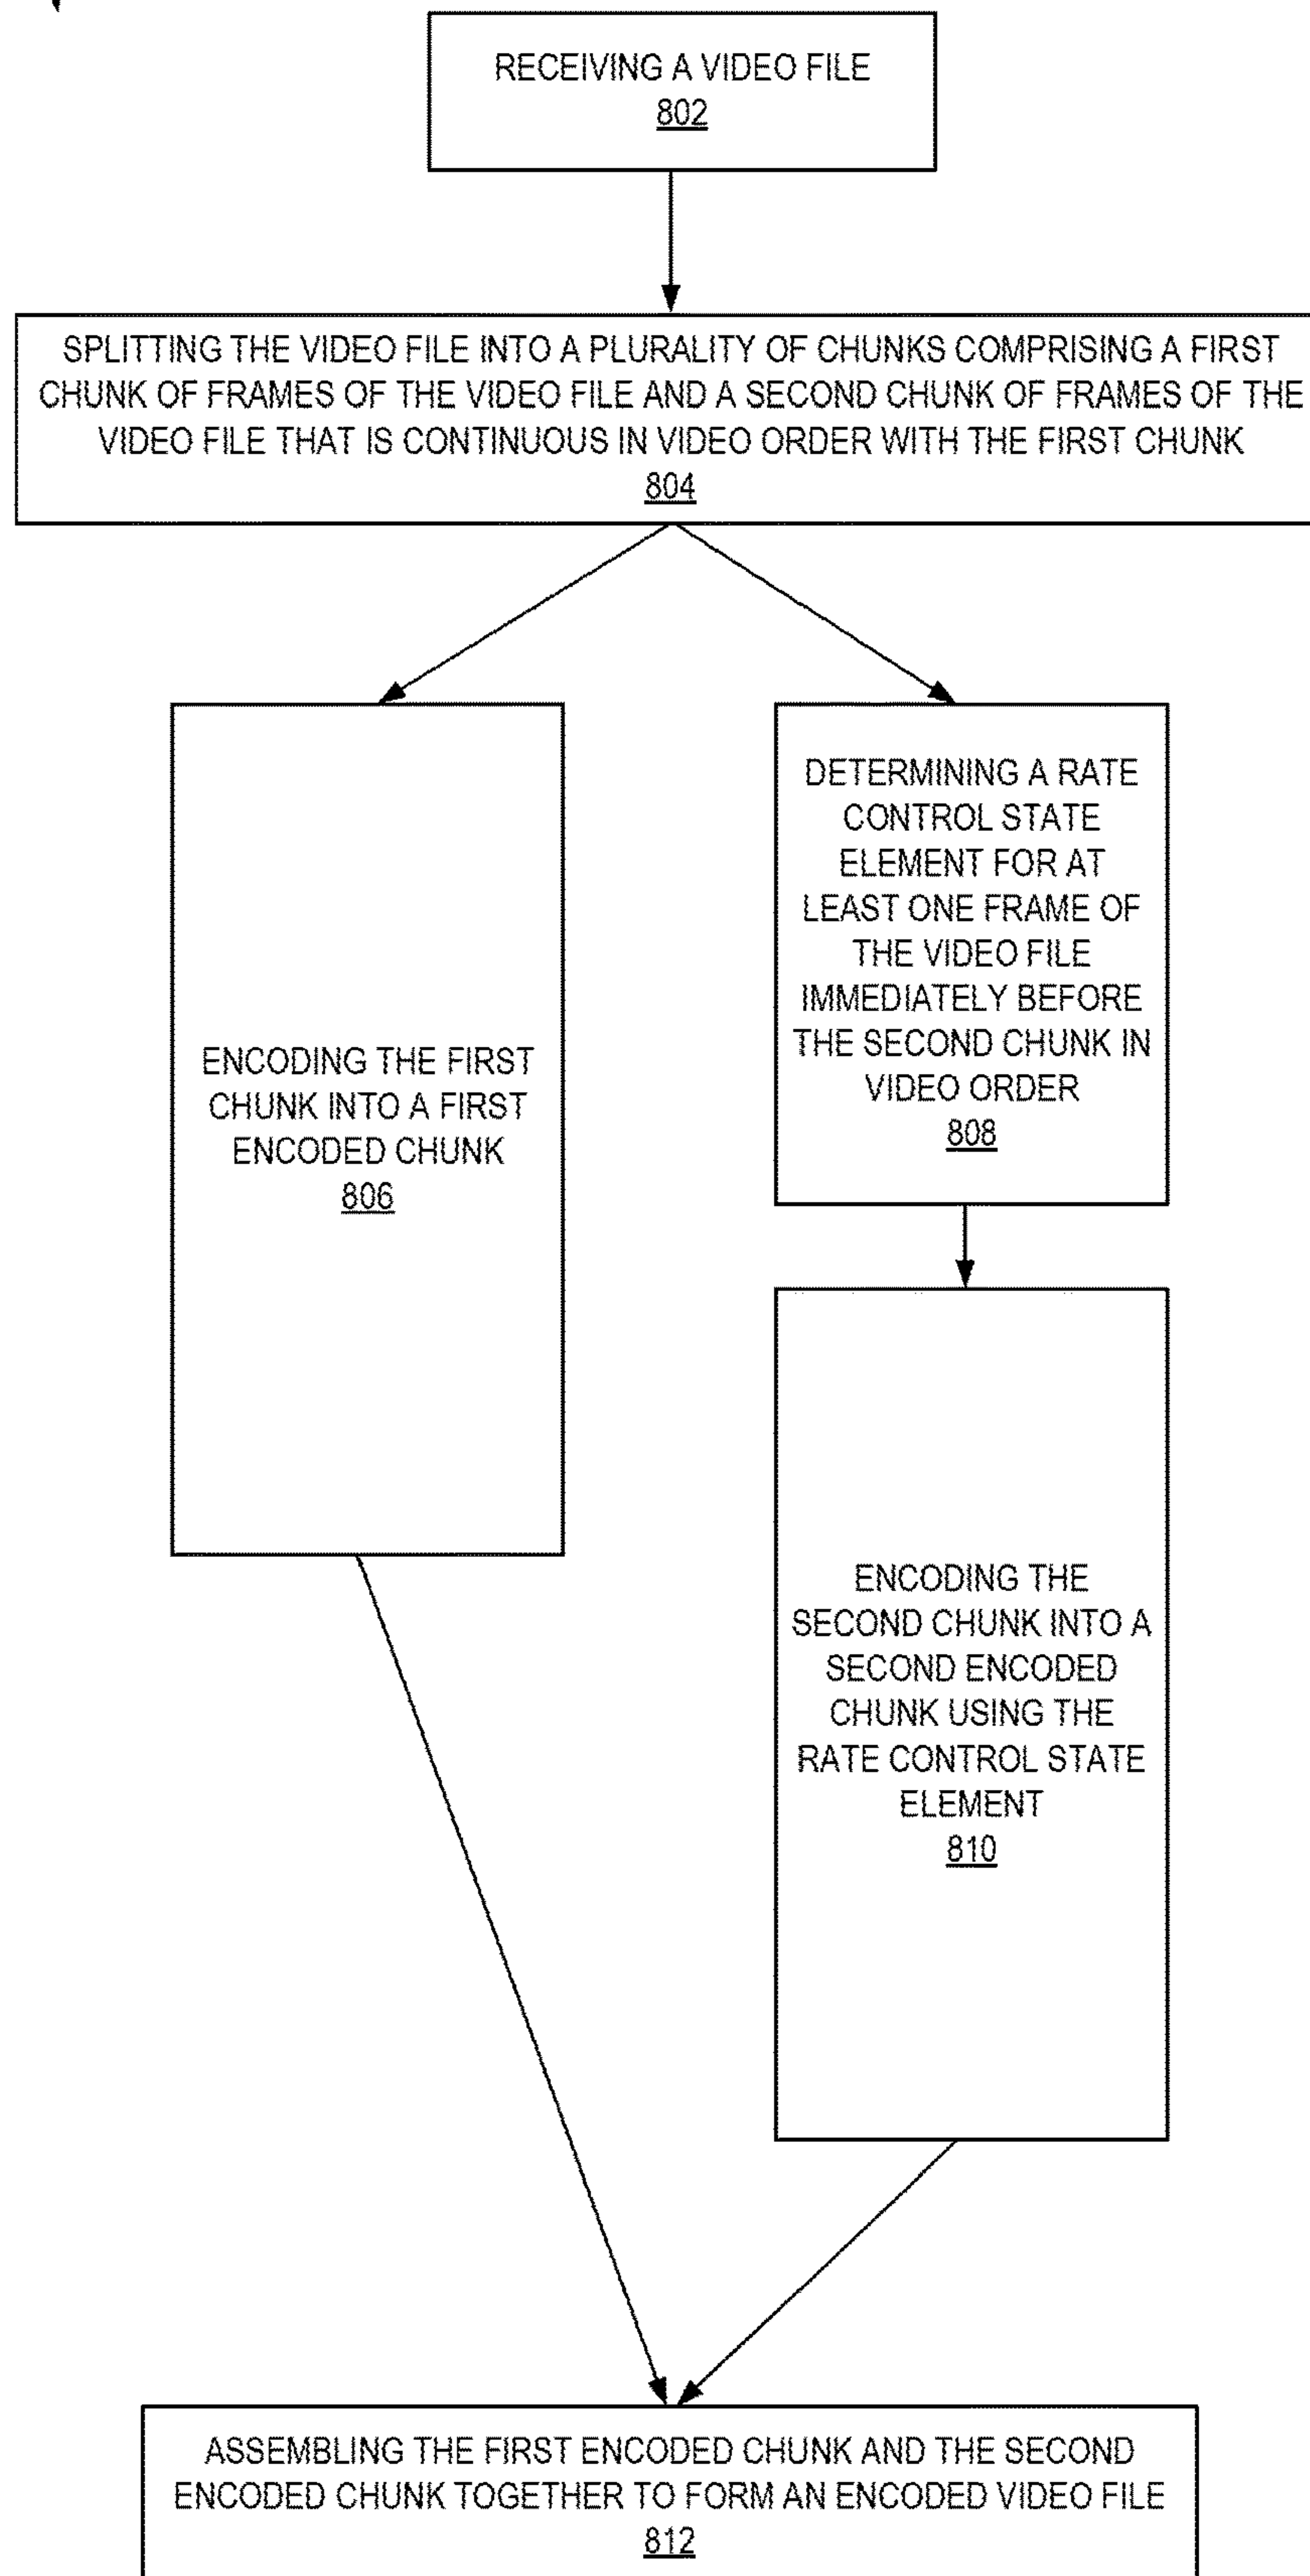 RECEIVING A VIDEO FILE
802
SPLITTING THE VIDEO FILE INTO A PLURALITY OF CHUNKS COMPRISING A FIRST
CHUNK OF FRAMES OF THE VIDEO FILE AND A SECOND CHUNK OF FRAMES OF THE
VIDEO FILE THAT IS CONTINUOUS IN VIDEO ORDER WITH THE FIRST CHUNK
804
ENCODING THE FIRST
CHUNK INTO A FIRST
ENCODED CHUNK
806
DETERMINING A RATE
CONTROL STATE
ELEMENT FOR AT
LEAST ONE FRAME OF
THE VIDEO FILE
IMMEDIATELY BEFORE
THE SECOND CHUNK IN
VIDEO ORDER
808
ENCODING THE
SECOND CHUNK INTO A
SECOND ENCODED
CHUNK USING THE
RATE CONTROL STATE
ELEMENT
810
ASSEMBLING THE FIRST ENCODED CHUNK AND THE SECOND
ENCODED CHUNK TOGETHER TO FORM AN ENCODED VIDEO FILE
812